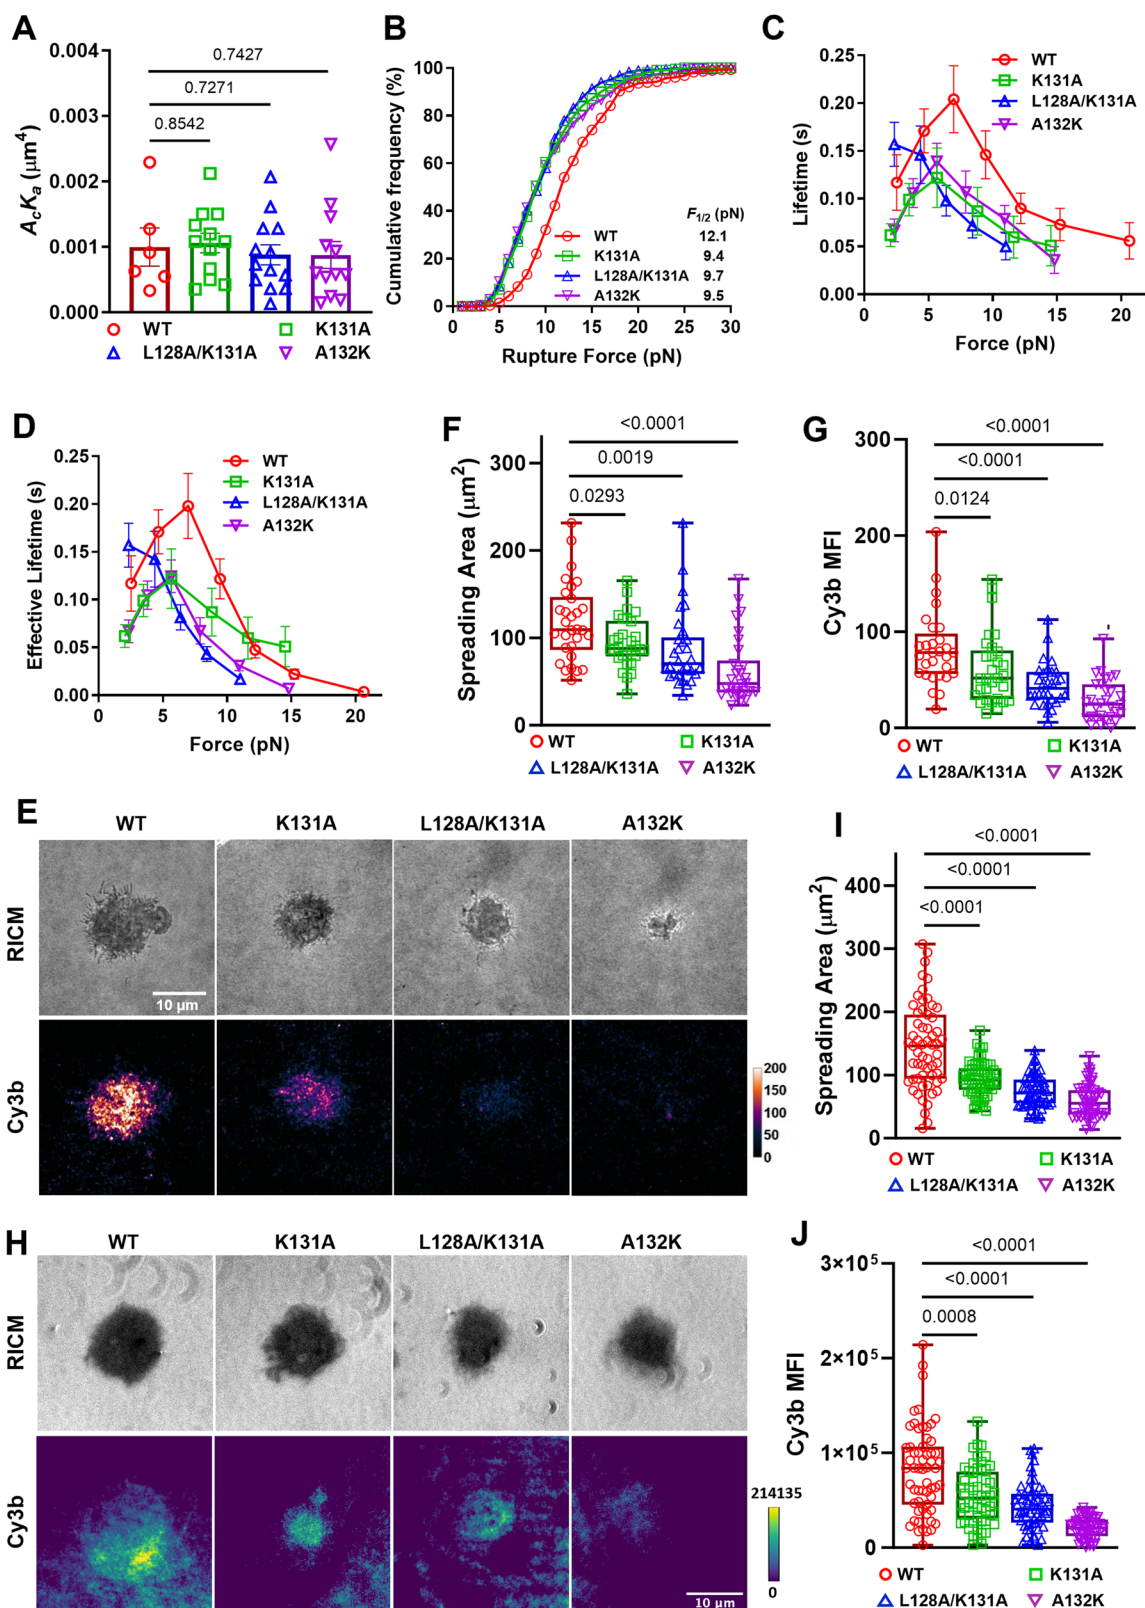 A
0.004
0.003
0.002
0.001
0.000
AcKa (μm⁴)
0.7427
0.7271
0.8542
WT
K131A
L128A/K131A
A132K
B
Cumulative frequency (%)
100
80
60
40
20
0
F1/2 (pN)
WT 12.1
K131A 9.4
L128A/K131A 9.7
A132K 9.5
0 5 10 15 20 25 30
Rupture Force (pN)
C
Lifetime (s)
0.25
0.20
0.15
0.10
0.05
0.00
WT
K131A
L128A/K131A
A132K
0 5 10 15 20
Force (pN)
D
Effective Lifetime (s)
0.25
0.20
0.15
0.10
0.05
0.00
WT
K131A
L128A/K131A
A132K
0 5 10 15 20
Force (pN)
F
Spreading Area (μm²)
300
200
100
0
<0.0001
0.0019
0.0293
WT
K131A
L128A/K131A
A132K
G
Cy3b MFI
300
200
100
0
<0.0001
<0.0001
0.0124
WT
K131A
L128A/K131A
A132K
E
WT K131A L128A/K131A A132K
RICM
10 μm
Cy3b
200
150
100
50
0
I
Spreading Area (μm²)
400
300
200
100
0
<0.0001
<0.0001
<0.0001
WT
K131A
L128A/K131A
A132K
H
WT K131A L128A/K131A A132K
RICM
Cy3b
214135
0
10 μm
J
Cy3b MFI
3×10⁵
2×10⁵
1×10⁵
0
<0.0001
<0.0001
0.0008
WT
K131A
L128A/K131A
A132K